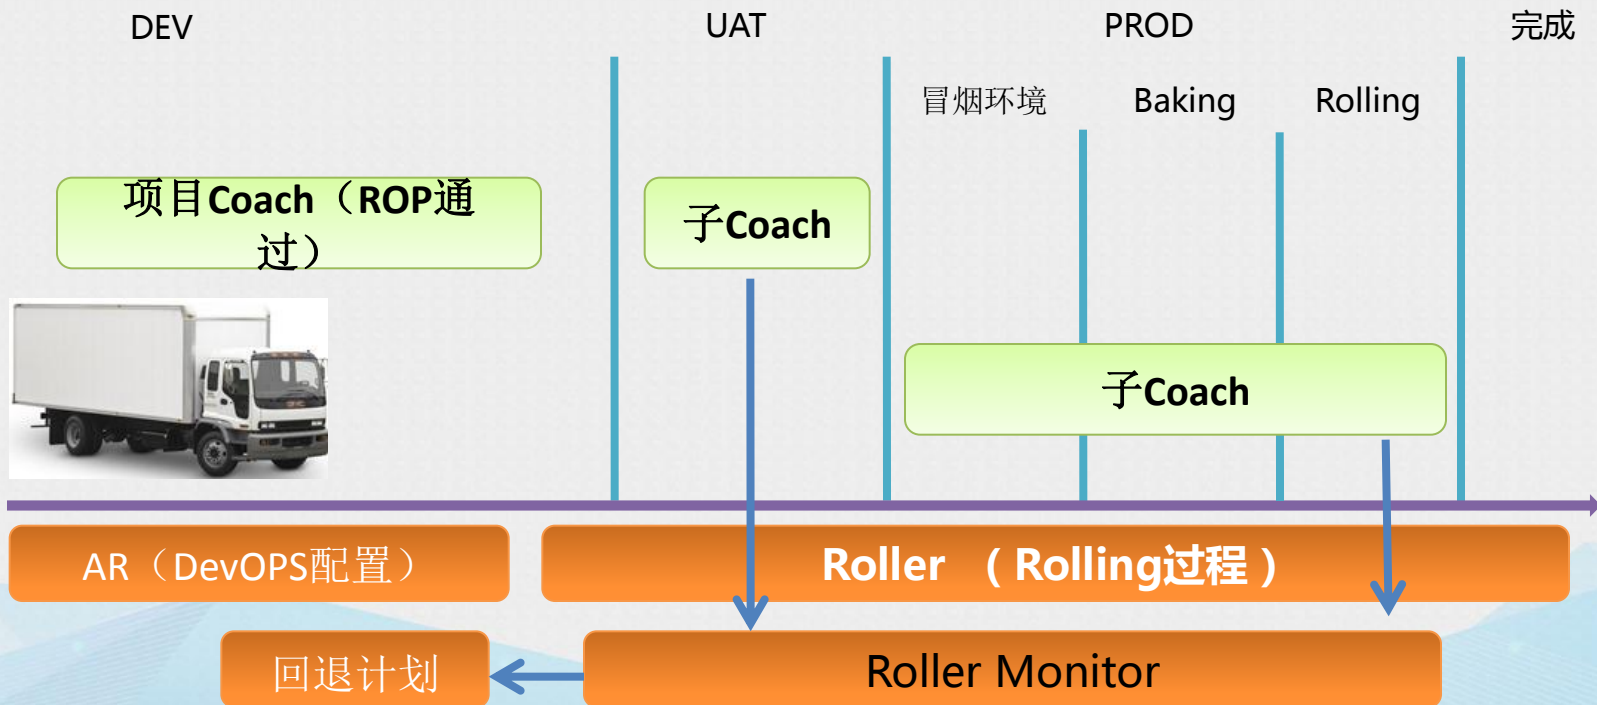 DEV
UAT
PROD
完成
冒烟环境
Baking
Rolling
项目Coach（ROP通
过）
子Coach
子Coach
AR（DevOPS配置）
Roller （Rolling过程）
回退计划
Roller Monitor